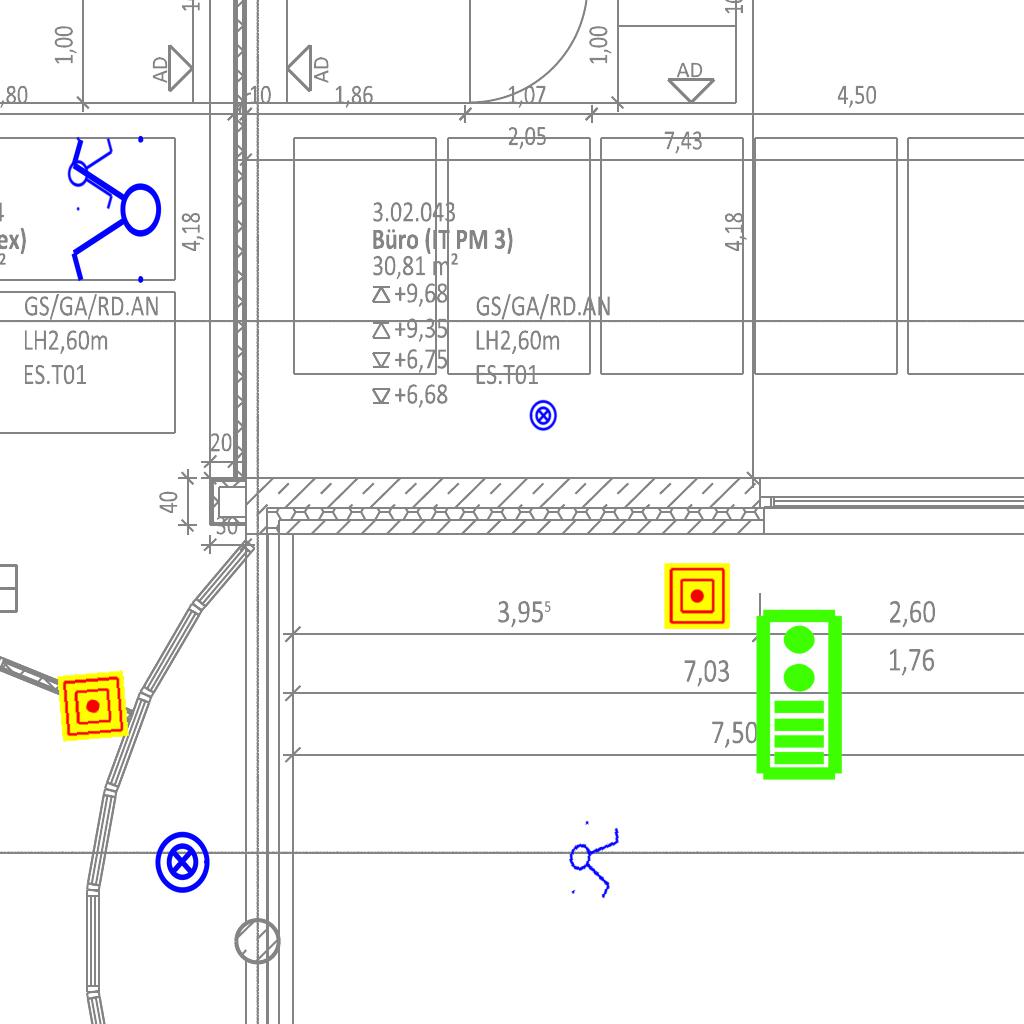 1,00
AD
AD
1,00
AD
,80
10
1,86
1,07
4,50
2,05
7,43
4,18
4,18
3.02.043
ex)
Büro (IT PM 3)
30,81 m²
+9,68
+9,35
+6,75
+6,68
GS/GA/RD.AN
LH2,60m
ES.T01
GS/GA/RD.AN
LH2,60m
ES.T01
20
40
30
3,95⁵
2,60
7,03
1,76
7,50